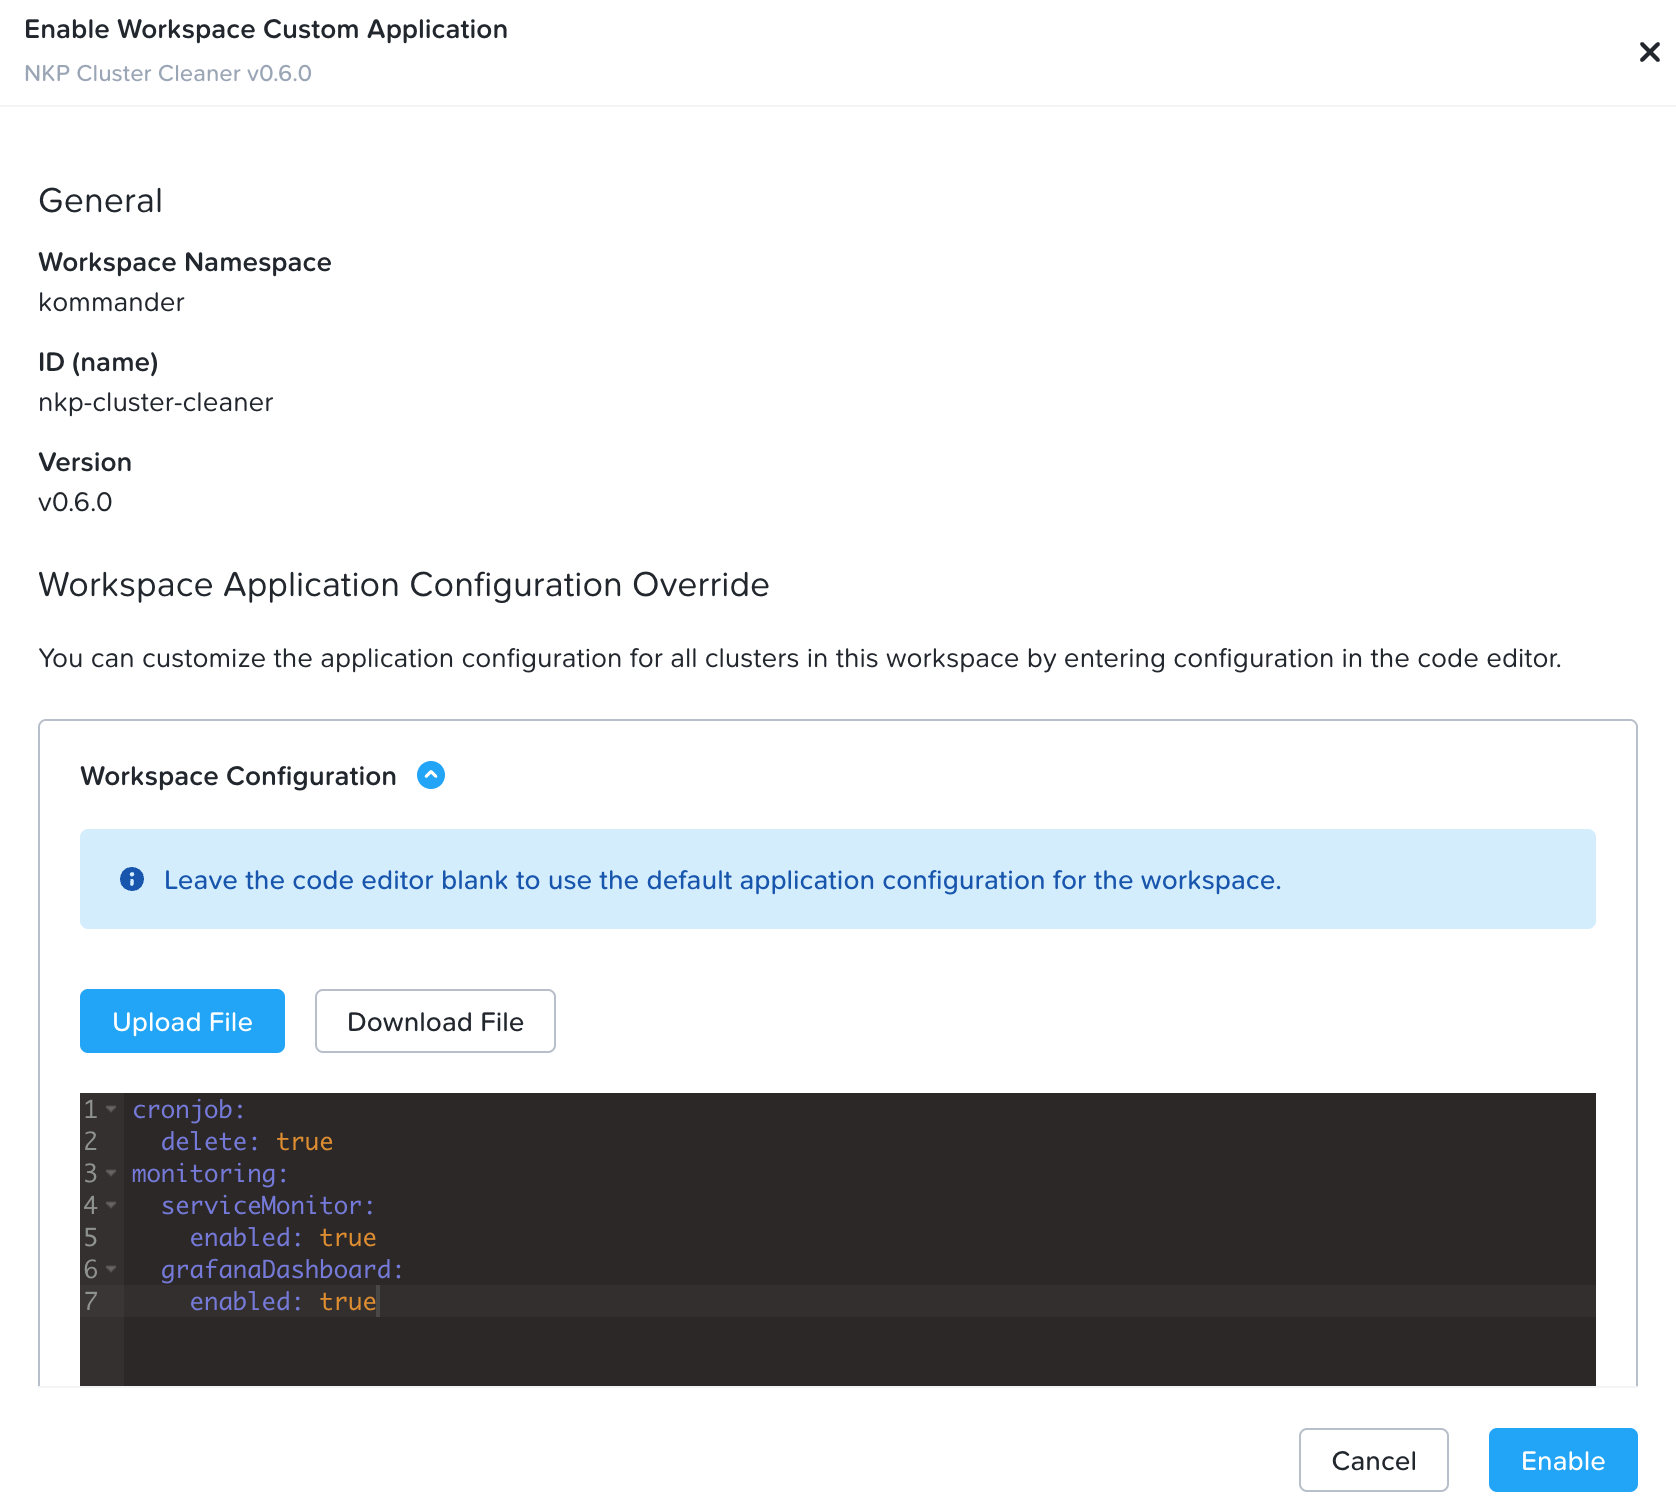 Enable Workspace Custom Application
NKP Cluster Cleaner v0.6.0
General
Workspace Namespace
kommander
ID (name)
nkp-cluster-cleaner
Version
v0.6.0
Workspace Application Configuration Override
You can customize the application configuration for all clusters in this workspace by entering configuration in the code editor.
Workspace Configuration
Leave the code editor blank to use the default application configuration for the workspace.
Upload File
Download File
1 cronjob:
2   delete: true
3 monitoring:
4   serviceMonitor:
5     enabled: true
6   grafanaDashboard:
7     enabled: true
Cancel
Enable